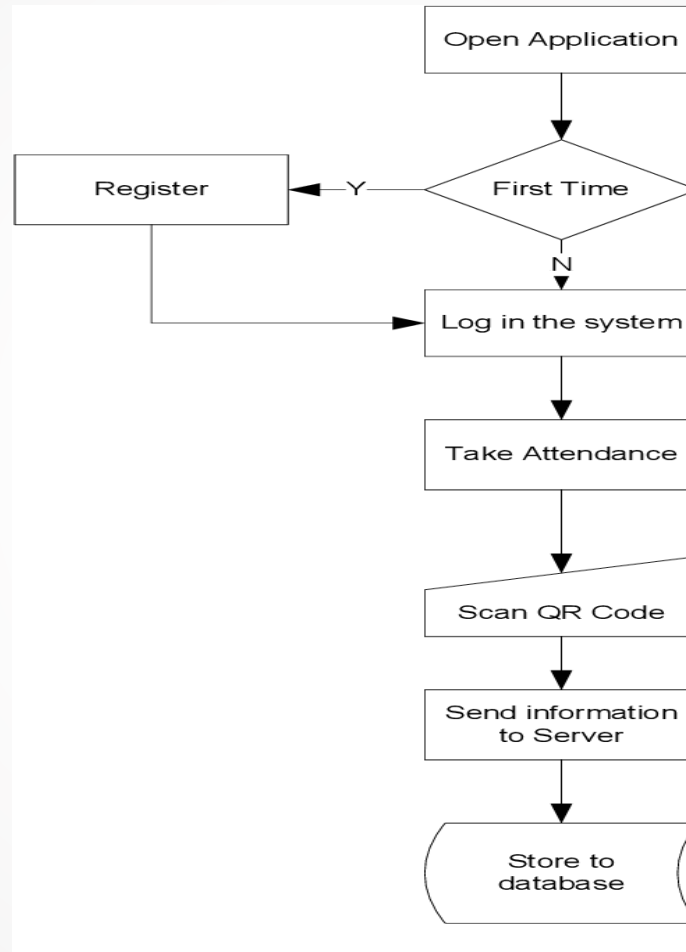 Open Application
First Time
Y
Register
N
Log in the system
Take Attendance
Scan QR Code
Send information
to Server
Store to
database